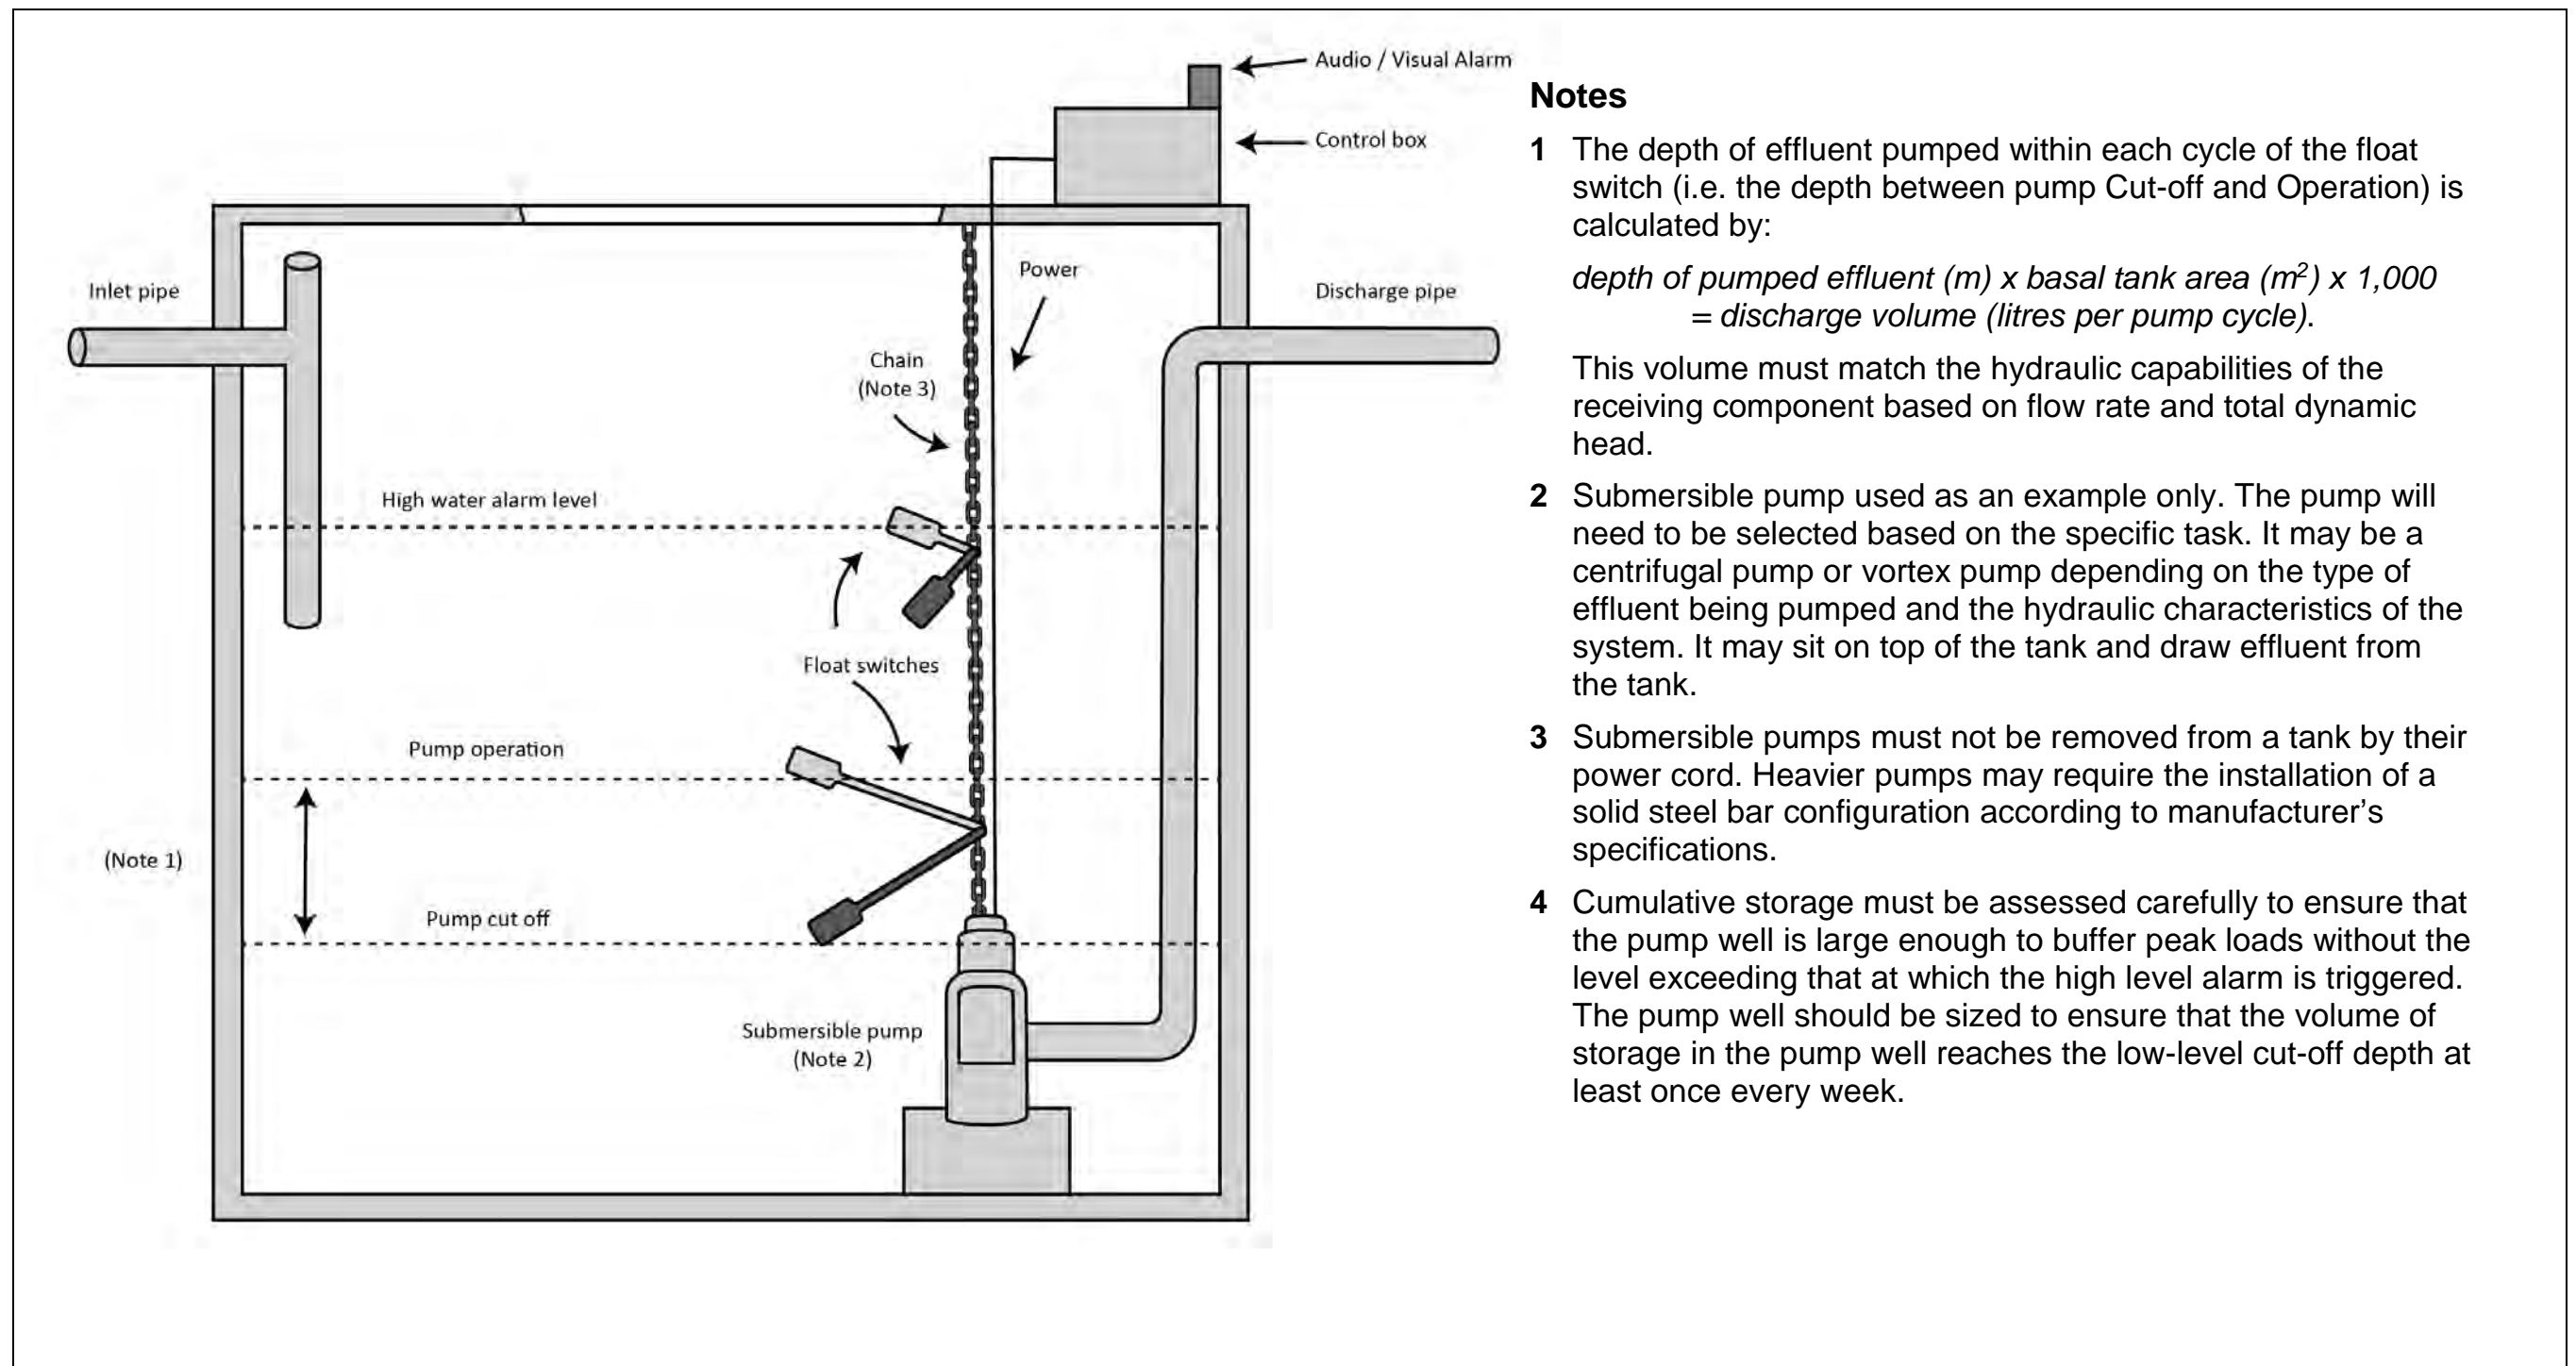 Audio / Visual Alarm
Control box
Power
Inlet pipe
Discharge pipe
Chain
(Note 3)
High water alarm level
Float switches
Pump operation
(Note 1)
Pump cut off
Submersible pump
(Note 2)
Notes
1 The depth of effluent pumped within each cycle of the float
switch (i.e. the depth between pump Cut-off and Operation) is
calculated by:
depth of pumped effluent (m) x basal tank area (m²) x 1,000
= discharge volume (litres per pump cycle).
This volume must match the hydraulic capabilities of the
receiving component based on flow rate and total dynamic
head.
2 Submersible pump used as an example only. The pump will
need to be selected based on the specific task. It may be a
centrifugal pump or vortex pump depending on the type of
effluent being pumped and the hydraulic characteristics of the
system. It may sit on top of the tank and draw effluent from
the tank.
3 Submersible pumps must not be removed from a tank by their
power cord. Heavier pumps may require the installation of a
solid steel bar configuration according to manufacturer’s
specifications.
4 Cumulative storage must be assessed carefully to ensure that
the pump well is large enough to buffer peak loads without the
level exceeding that at which the high level alarm is triggered.
The pump well should be sized to ensure that the volume of
storage in the pump well reaches the low-level cut-off depth at
least once every week.